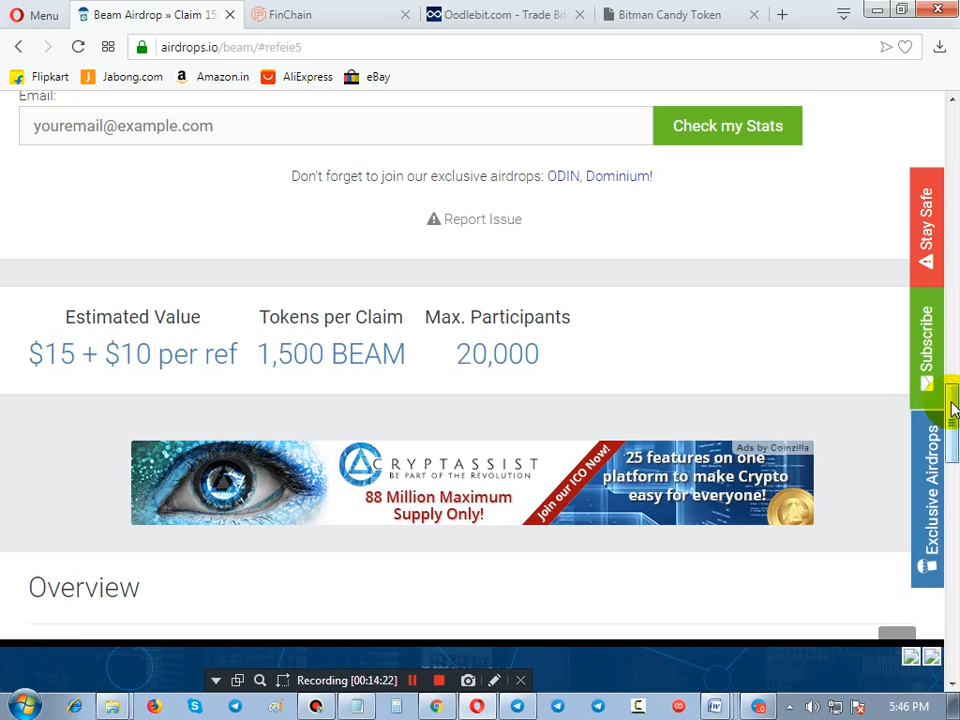 Menu
Beam Airdrop » Claim 15
FinChain
Oodlebit.com - Trade Bit
Bitman Candy Token
airdrops.io/beam/#refeie5
Flipkart
Jabong.com
Amazon.in
AliExpress
eBay
Email:
youremail@example.com
Check my Stats
Don't forget to join our exclusive airdrops: ODIN, Dominium!
Report Issue
Stay Safe
Subscribe
Exclusive Airdrops
Estimated Value
Tokens per Claim
Max. Participants
$15 + $10 per ref
1,500 BEAM
20,000
CRYPTASSIST
BE PART OF THE REVOLUTION
88 Million Maximum
Supply Only!
Join our ICO Now!
Ads by Coinzilla
25 features on one
platform to make Crypto
easy for everyone!
Overview
Recording [00:14:22]
5:46 PM